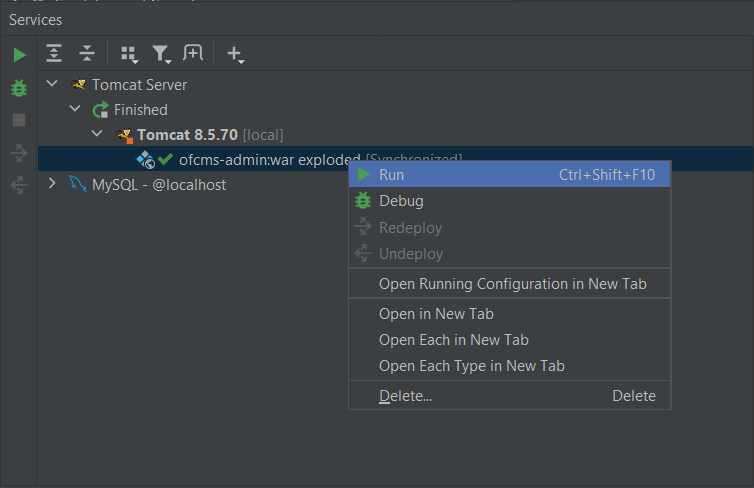 Services
Tomcat Server
Finished
Tomcat 8.5.70 [local]
ofcms-admin:war exploded [Synchronized]
MySQL - @localhost
Run Ctrl+Shift+F10
Debug
Redeploy
Undeploy
Open Running Configuration in New Tab
Open in New Tab
Open Each in New Tab
Open Each Type in New Tab
Delete... Delete